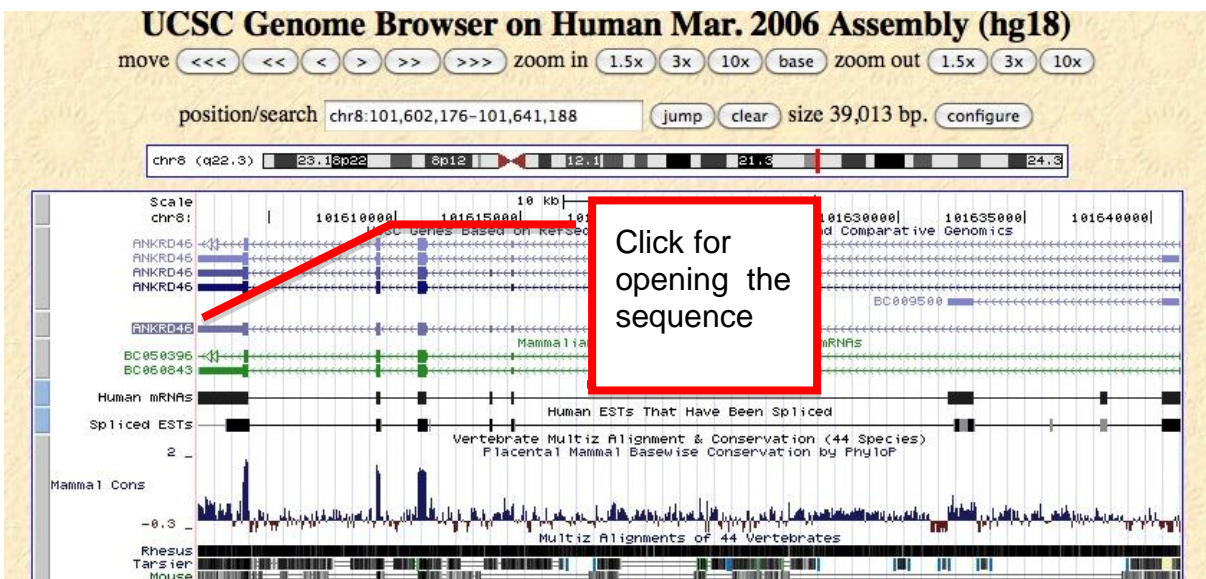 UCSC Genome Browser on Human Mar. 2006 Assembly (hg18)
move <<< << < > >> >>> zoom in 1.5x 3x 10x base zoom out 1.5x 3x 10x
position/search chr8:101,602,176-101,641,188 jump clear size 39,013 bp. configure
chr8 (q22.3) 23.1 8p22 8p12 12.1 21.3 24.3
Scale 10 kb
chr8: 101610000 101615000 101630000 101635000 101640000
UCSC Genes Based on RefSeq and Comparative Genomics
Click for
opening the
sequence
ANKRD46
ANKRD46
ANKRD46
ANKRD46
BC009500
ANKRD46
Mammalian mRNAs
BC050396
BC060843
Human mRNAs
Human ESTs That Have Been Spliced
Spliced ESTs
Vertebrate Multiz Alignment & Conservation (44 Species)
2 _ Placental Mammal Basewise Conservation by PhyloP
Mammal Cons
-0.3 _
Multiz Alignments of 44 Vertebrates
Rhesus
Tarsier
Mouse